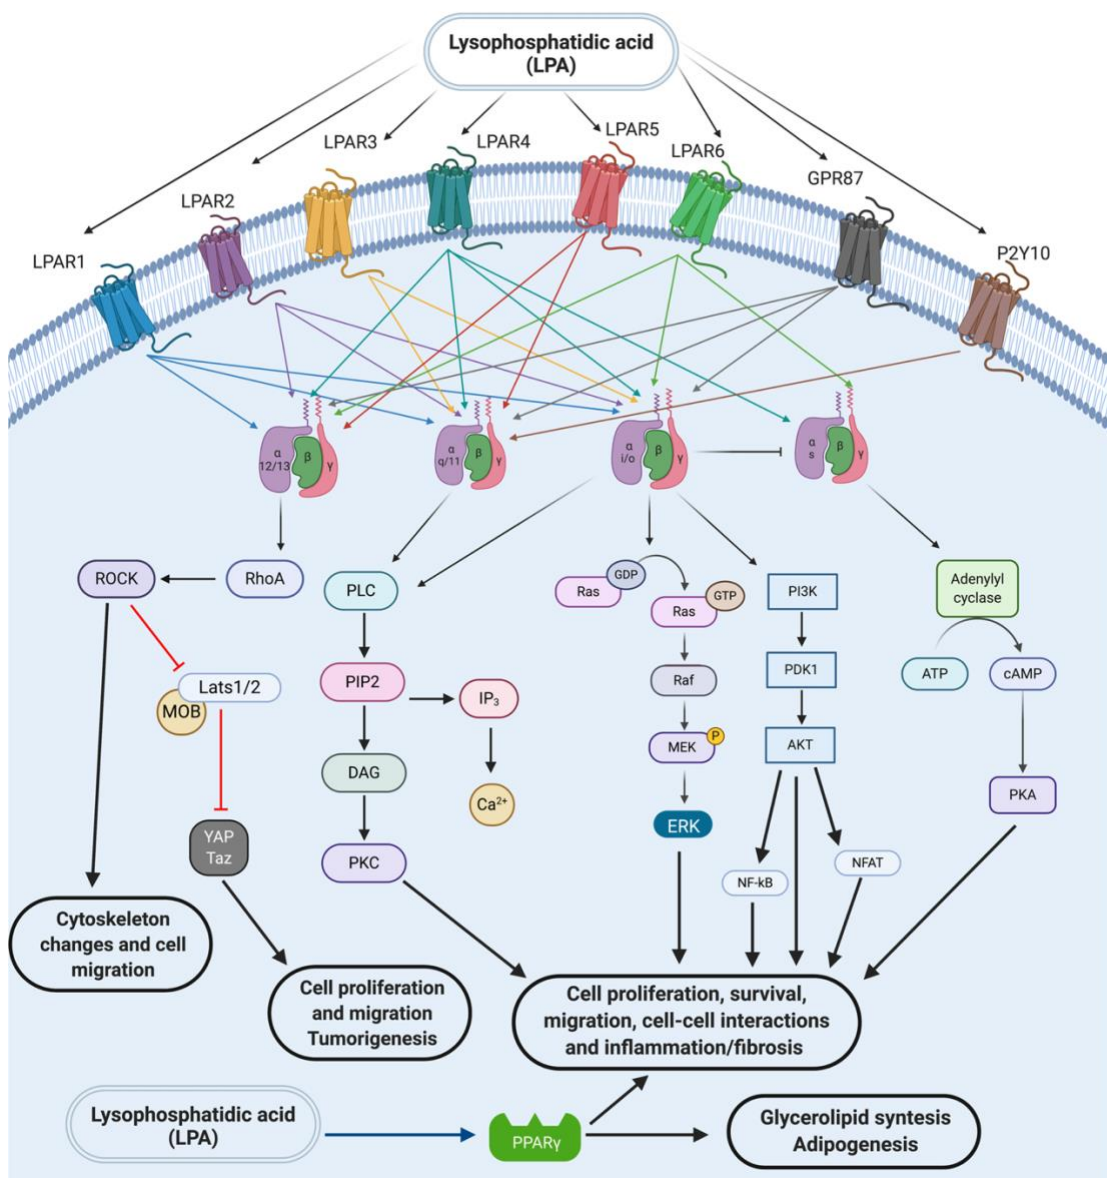 Lysophosphatidic acid
(LPA)
LPAR3
LPAR4
LPAR5
LPAR6
GPR87
LPAR2
LPAR1
P2Y10
α
12/13
β
γ
α
q/11
β
γ
α
i/o
β
γ
α
s
β
γ
ROCK
RhoA
PLC
Ras
GDP
Ras
GTP
PI3K
Adenylyl
cyclase
Lats1/2
MOB
PIP2
IP₃
Raf
PDK1
ATP
cAMP
DAG
Ca²⁺
MEK
P
AKT
PKA
YAP
Taz
PKC
ERK
NF-kB
NFAT
Cytoskeleton
changes and cell
migration
Cell proliferation
and migration
Tumorigenesis
Cell proliferation, survival,
migration, cell-cell interactions
and inflammation/fibrosis
Lysophosphatidic acid
(LPA)
PPARγ
Glycerolipid syntesis
Adipogenesis